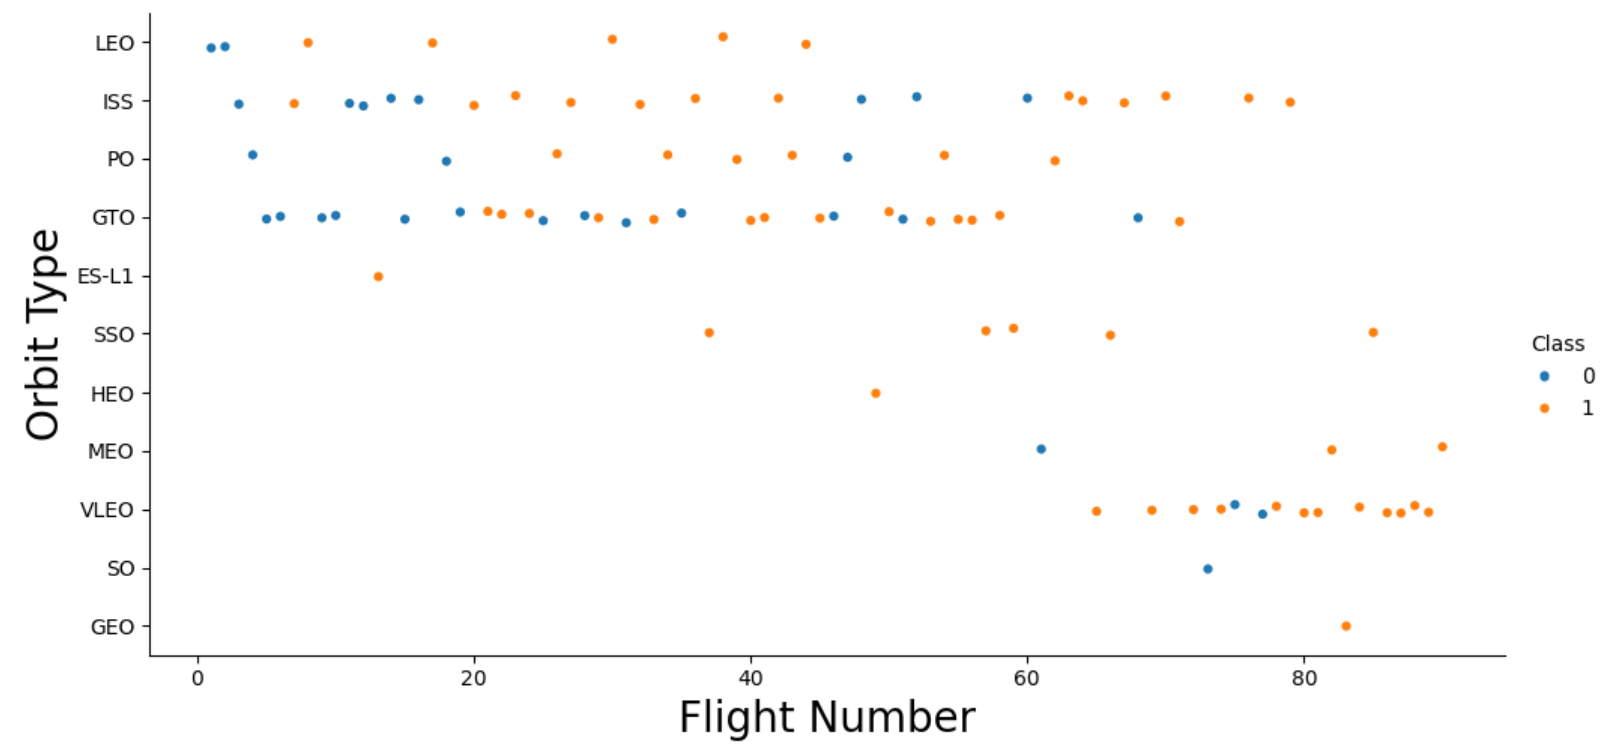 Orbit Type
LEO
ISS
PO
GTO
ES-L1
SSO
HEO
MEO
VLEO
SO
GEO
0 20 40 60 80
Flight Number
Class
0
1